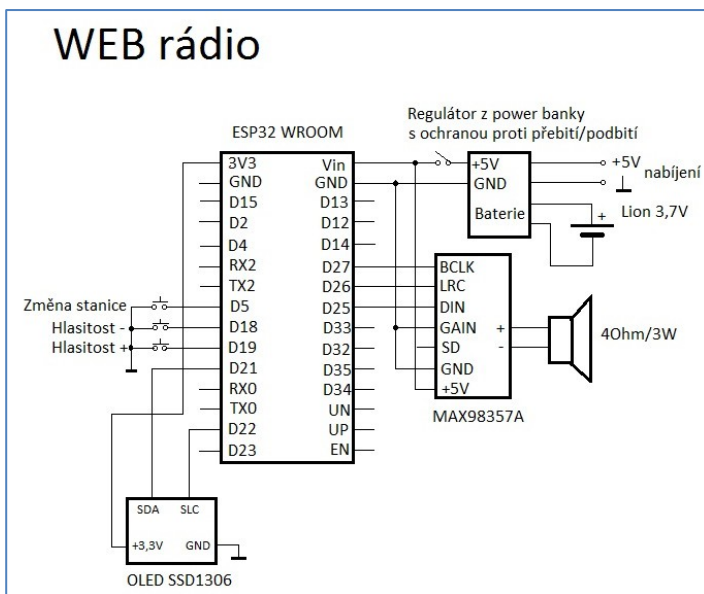 WEB rádio
Regulátor z power banky
s ochranou proti přebití/podbití
ESP32 WROOM
3V3
GND
D15
D2
D4
RX2
TX2
D5
D18
D19
D21
RX0
TX0
D22
D23
Vin
GND
D13
D12
D14
D27
D26
D25
D33
D32
D35
D34
UN
UP
EN
+5V
GND
Baterie
+5V
nabíjení
+
Lion 3,7V
Změna stanice
Hlasitost -
Hlasitost +
BCLK
LRC
DIN
GAIN
SD
GND
+5V
+
-
MAX98357A
4Ohm/3W
SDA
SLC
+3,3V
GND
OLED SSD1306